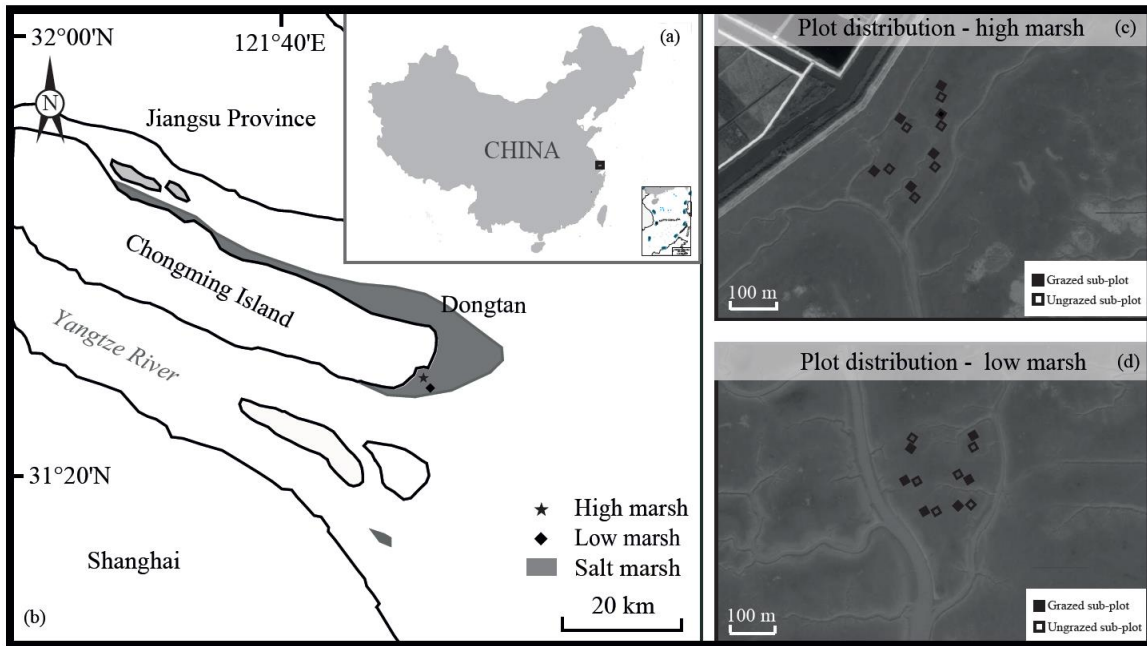 32°00'N
121°40'E
N
Jiangsu Province
Chongming Island
Dongtan
Yangtze River
31°20'N
Shanghai
High marsh
Low marsh
Salt marsh
20 km
(b)
(a)
CHINA
Plot distribution - high marsh (c)
Grazed sub-plot
Ungrazed sub-plot
100 m
Plot distribution - low marsh (d)
Grazed sub-plot
Ungrazed sub-plot
100 m